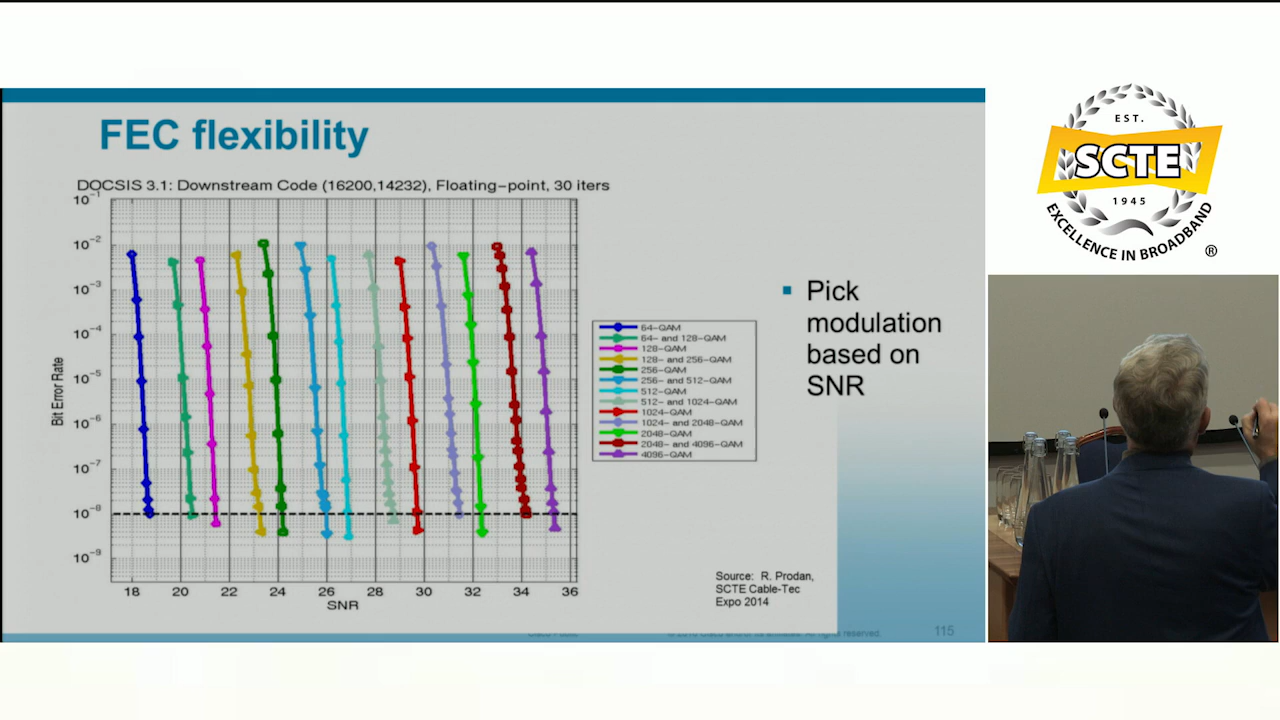 FEC flexibility
DOCSIS 3.1: Downstream Code (16200,14232), Floating-point, 30 iters
10⁻¹
10⁻²
10⁻³
10⁻⁴
10⁻⁵
10⁻⁶
10⁻⁷
10⁻⁸
10⁻⁹
Bit Error Rate
18 20 22 24 26 28 30 32 34 36
SNR
64-QAM
64- and 128-QAM
128-QAM
128- and 256-QAM
256-QAM
256- and 512-QAM
512-QAM
512- and 1024-QAM
1024-QAM
1024- and 2048-QAM
2048-QAM
2048- and 4096-QAM
4096-QAM
Pick
modulation
based on
SNR
Source: R. Prodan,
SCTE Cable-Tec
Expo 2014
reserved.
115
EST.
SCTE
1945
EXCELLENCE IN BROADBAND
®